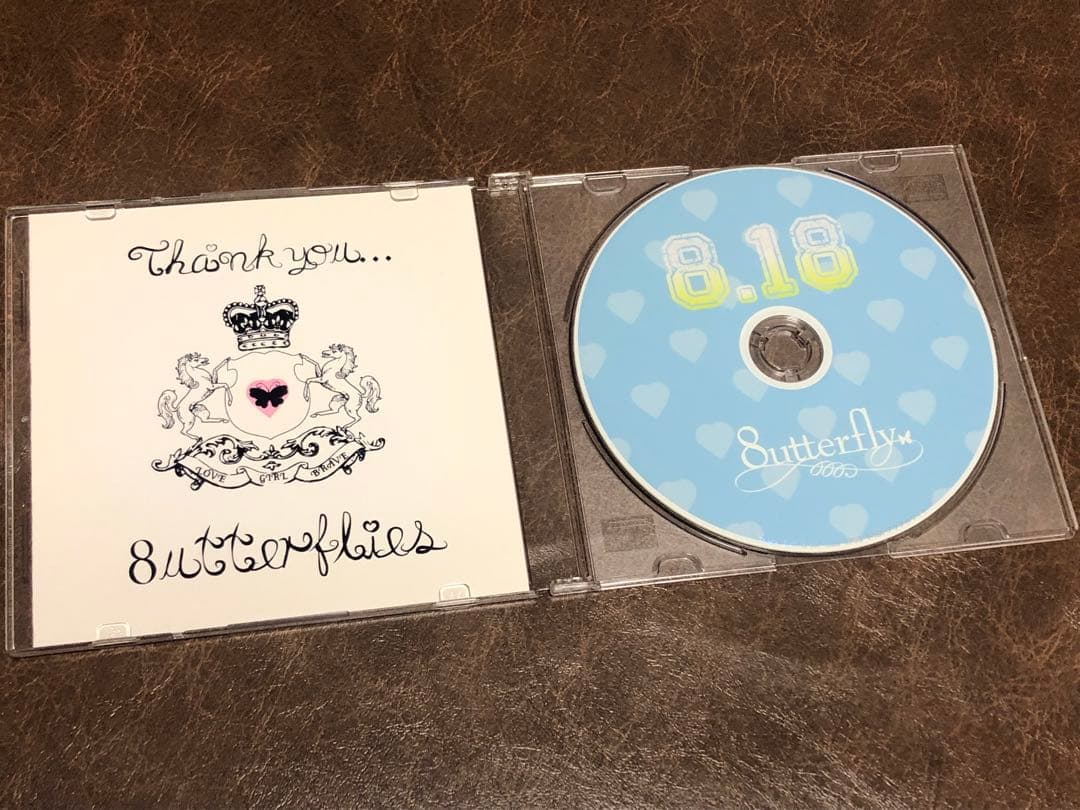 Thank you...
LOVE GIRL BRAVE
8utterflies
8.18
8utterfly